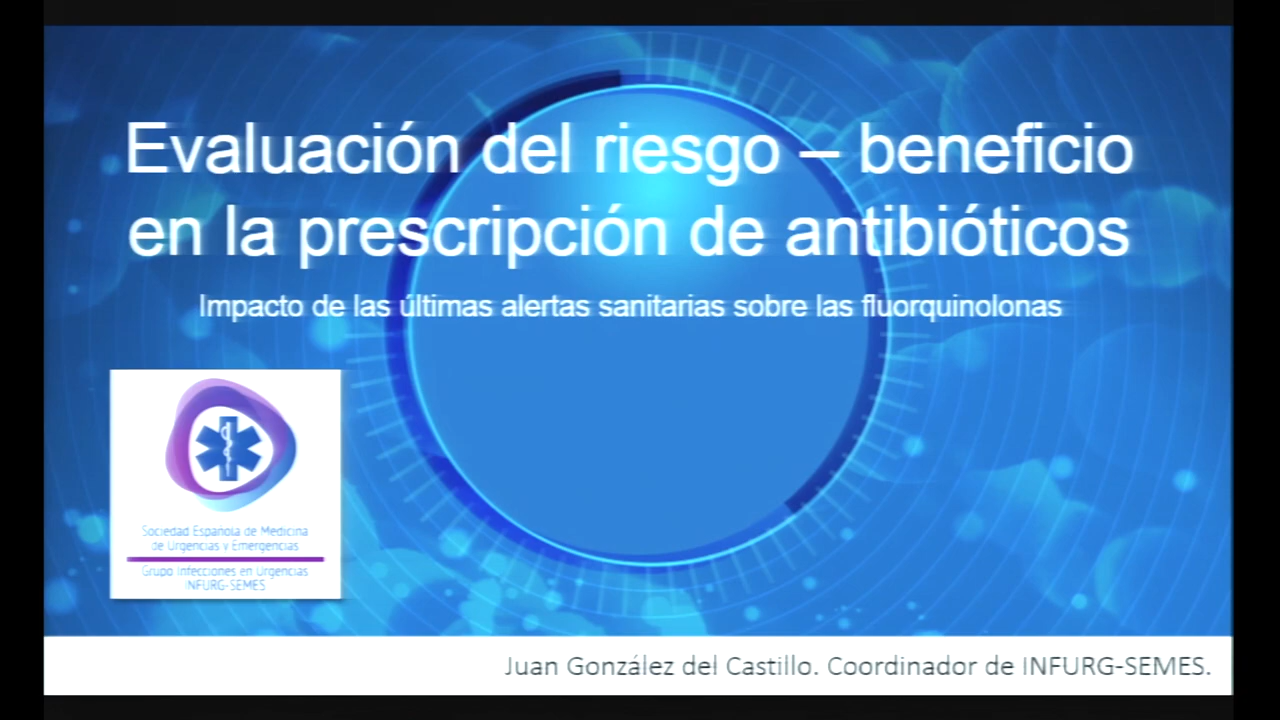 Evaluación del riesgo – beneficio
en la prescripción de antibióticos
Impacto de las últimas alertas sanitarias sobre las fluorquinolonas
Sociedad Española de Medicina
de Urgencias y Emergencias
Grupo Infecciones en Urgencias
INFURG-SEMES
Juan González del Castillo. Coordinador de INFURG-SEMES.